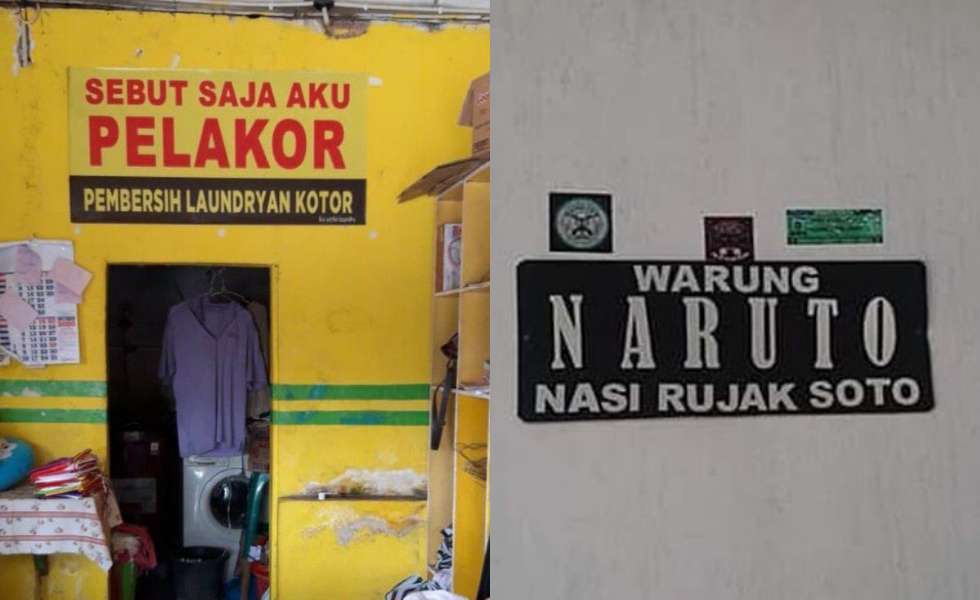 SEBUT SAJA AKU
PELAKOR
PEMBERSIH LAUNDRYAN KOTOR
WARUNG
NARUTO
NASI RUJAK SOTO